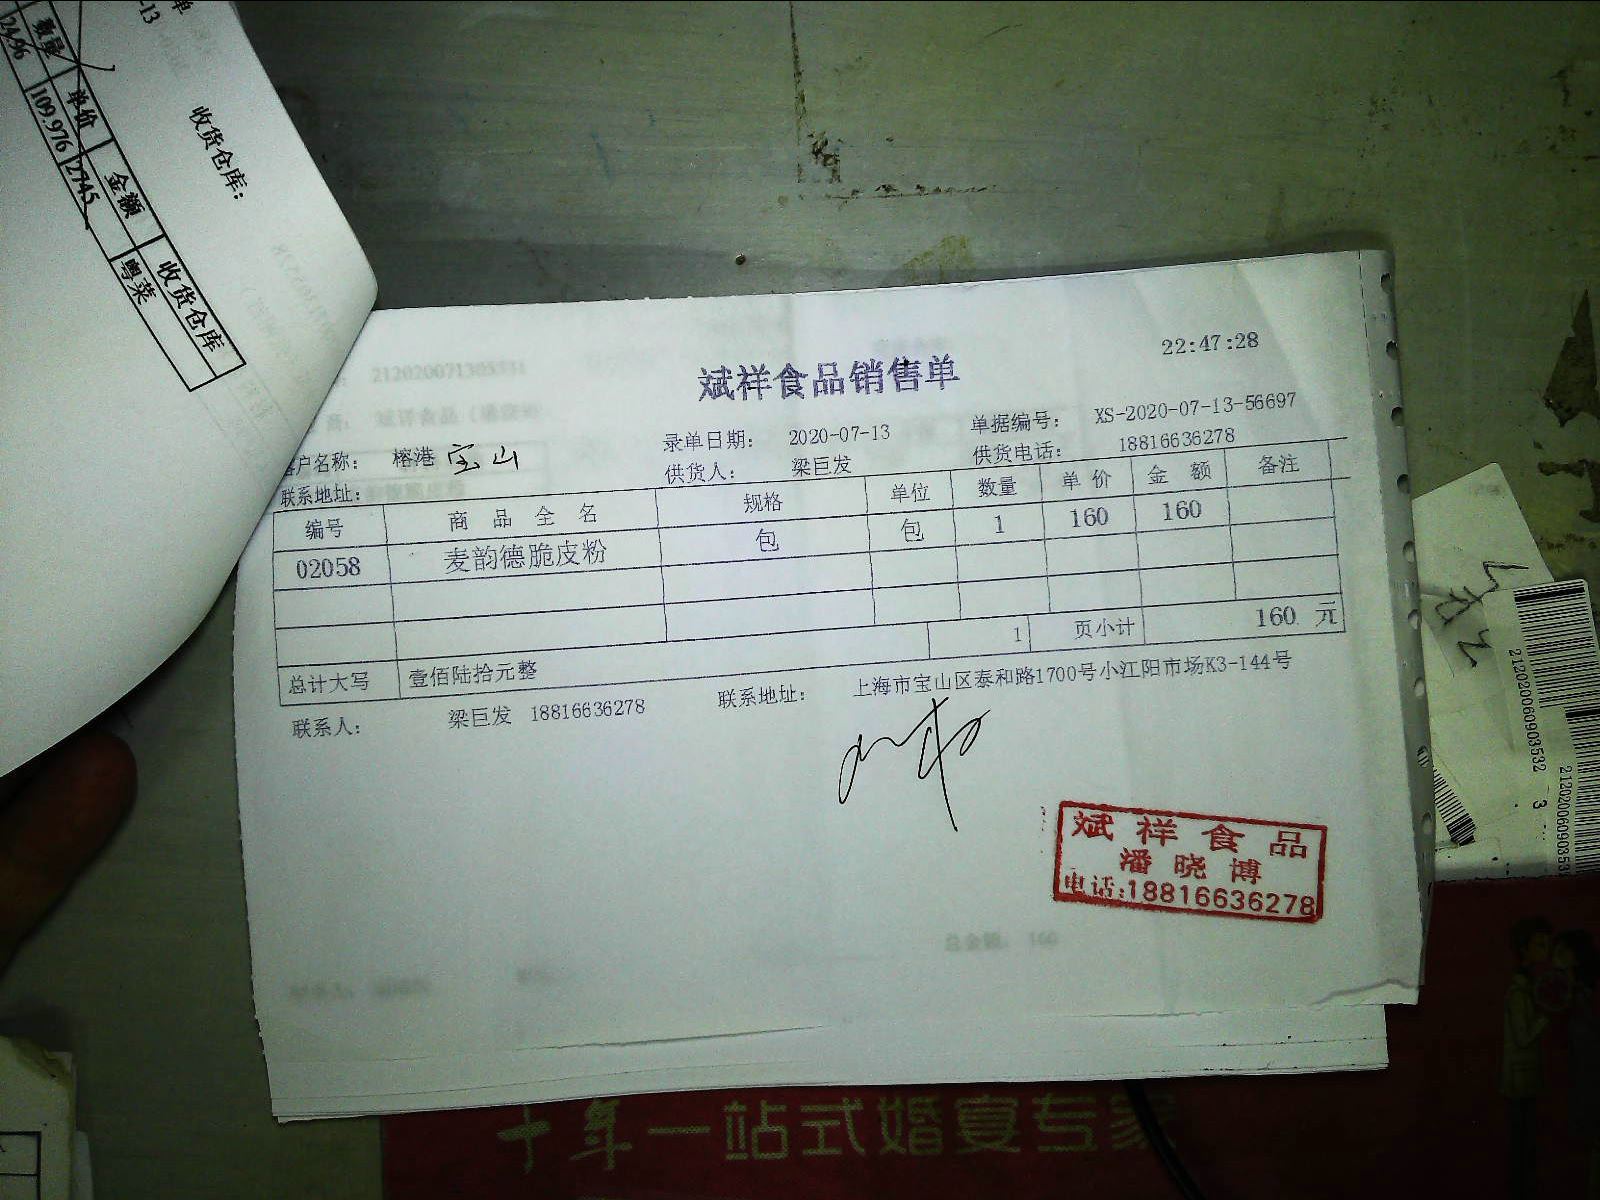 单
-13
收货仓库:
数量 单价 金额 收货仓库
24.96 109.976 2745 粤菜
22:47:28
斌祥食品销售单
录单日期: 2020-07-13 单据编号: XS-2020-07-13-56697
客户名称: 榕港 宝山 供货人: 梁巨发 供货电话: 18816636278
联系地址:
编号 商品全名 规格 单位 数量 单价 金额 备注
02058 麦韵德脆皮粉 包 包 1 160 160
1 页小计 160 元
总计大写 壹佰陆拾元整
联系人: 梁巨发 18816636278 联系地址: 上海市宝山区泰和路1700号小江阳市场K3-144号
斌祥食品
潘晓博
电话:18816636278
212020060903532 3
十年一站式婚宴专家